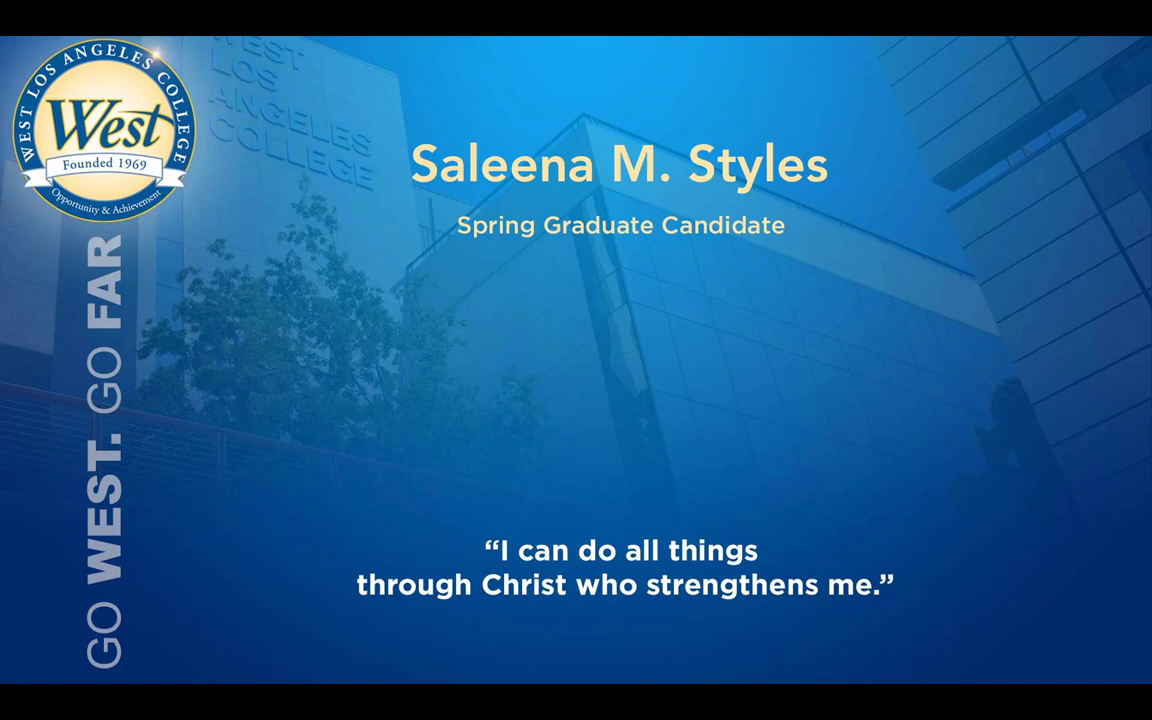 WEST LOS ANGELES COLLEGE
West
Founded 1969
Opportunity & Achievement
WEST
LOS
ANGELES
COLLEGE
Saleena M. Styles
Spring Graduate Candidate
GO WEST. GO FAR
“I can do all things
through Christ who strengthens me.”